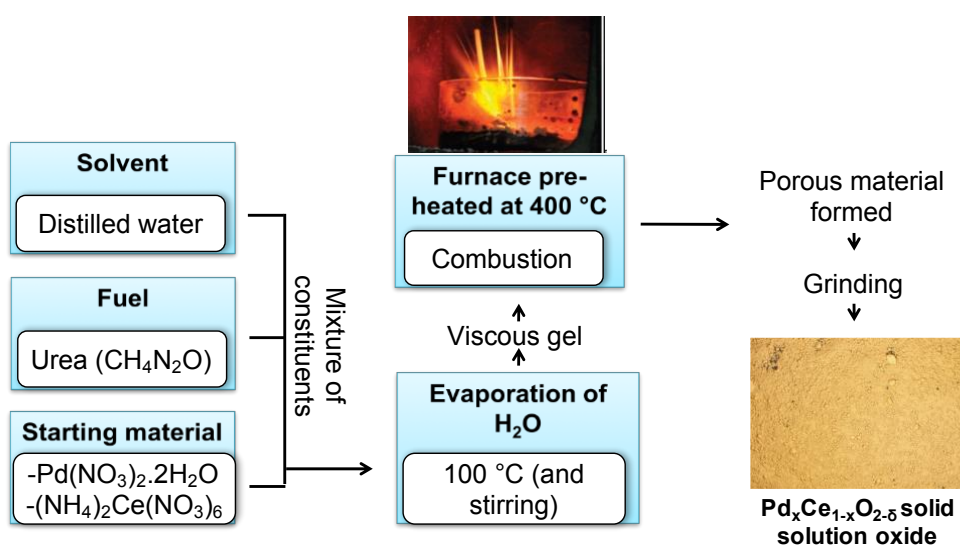 Solvent
Distilled water
Fuel
Urea (CH₄N₂O)
Starting material
-Pd(NO₃)₂.2H₂O
-(NH₄)₂Ce(NO₃)₆
Mixture of
constituents
Evaporation of
H₂O
100 °C (and
stirring)
Viscous gel
Furnace pre-
heated at 400 °C
Combustion
Porous material
formed
Grinding
PdₓCe₁₋ₓO₂₋δ solid
solution oxide